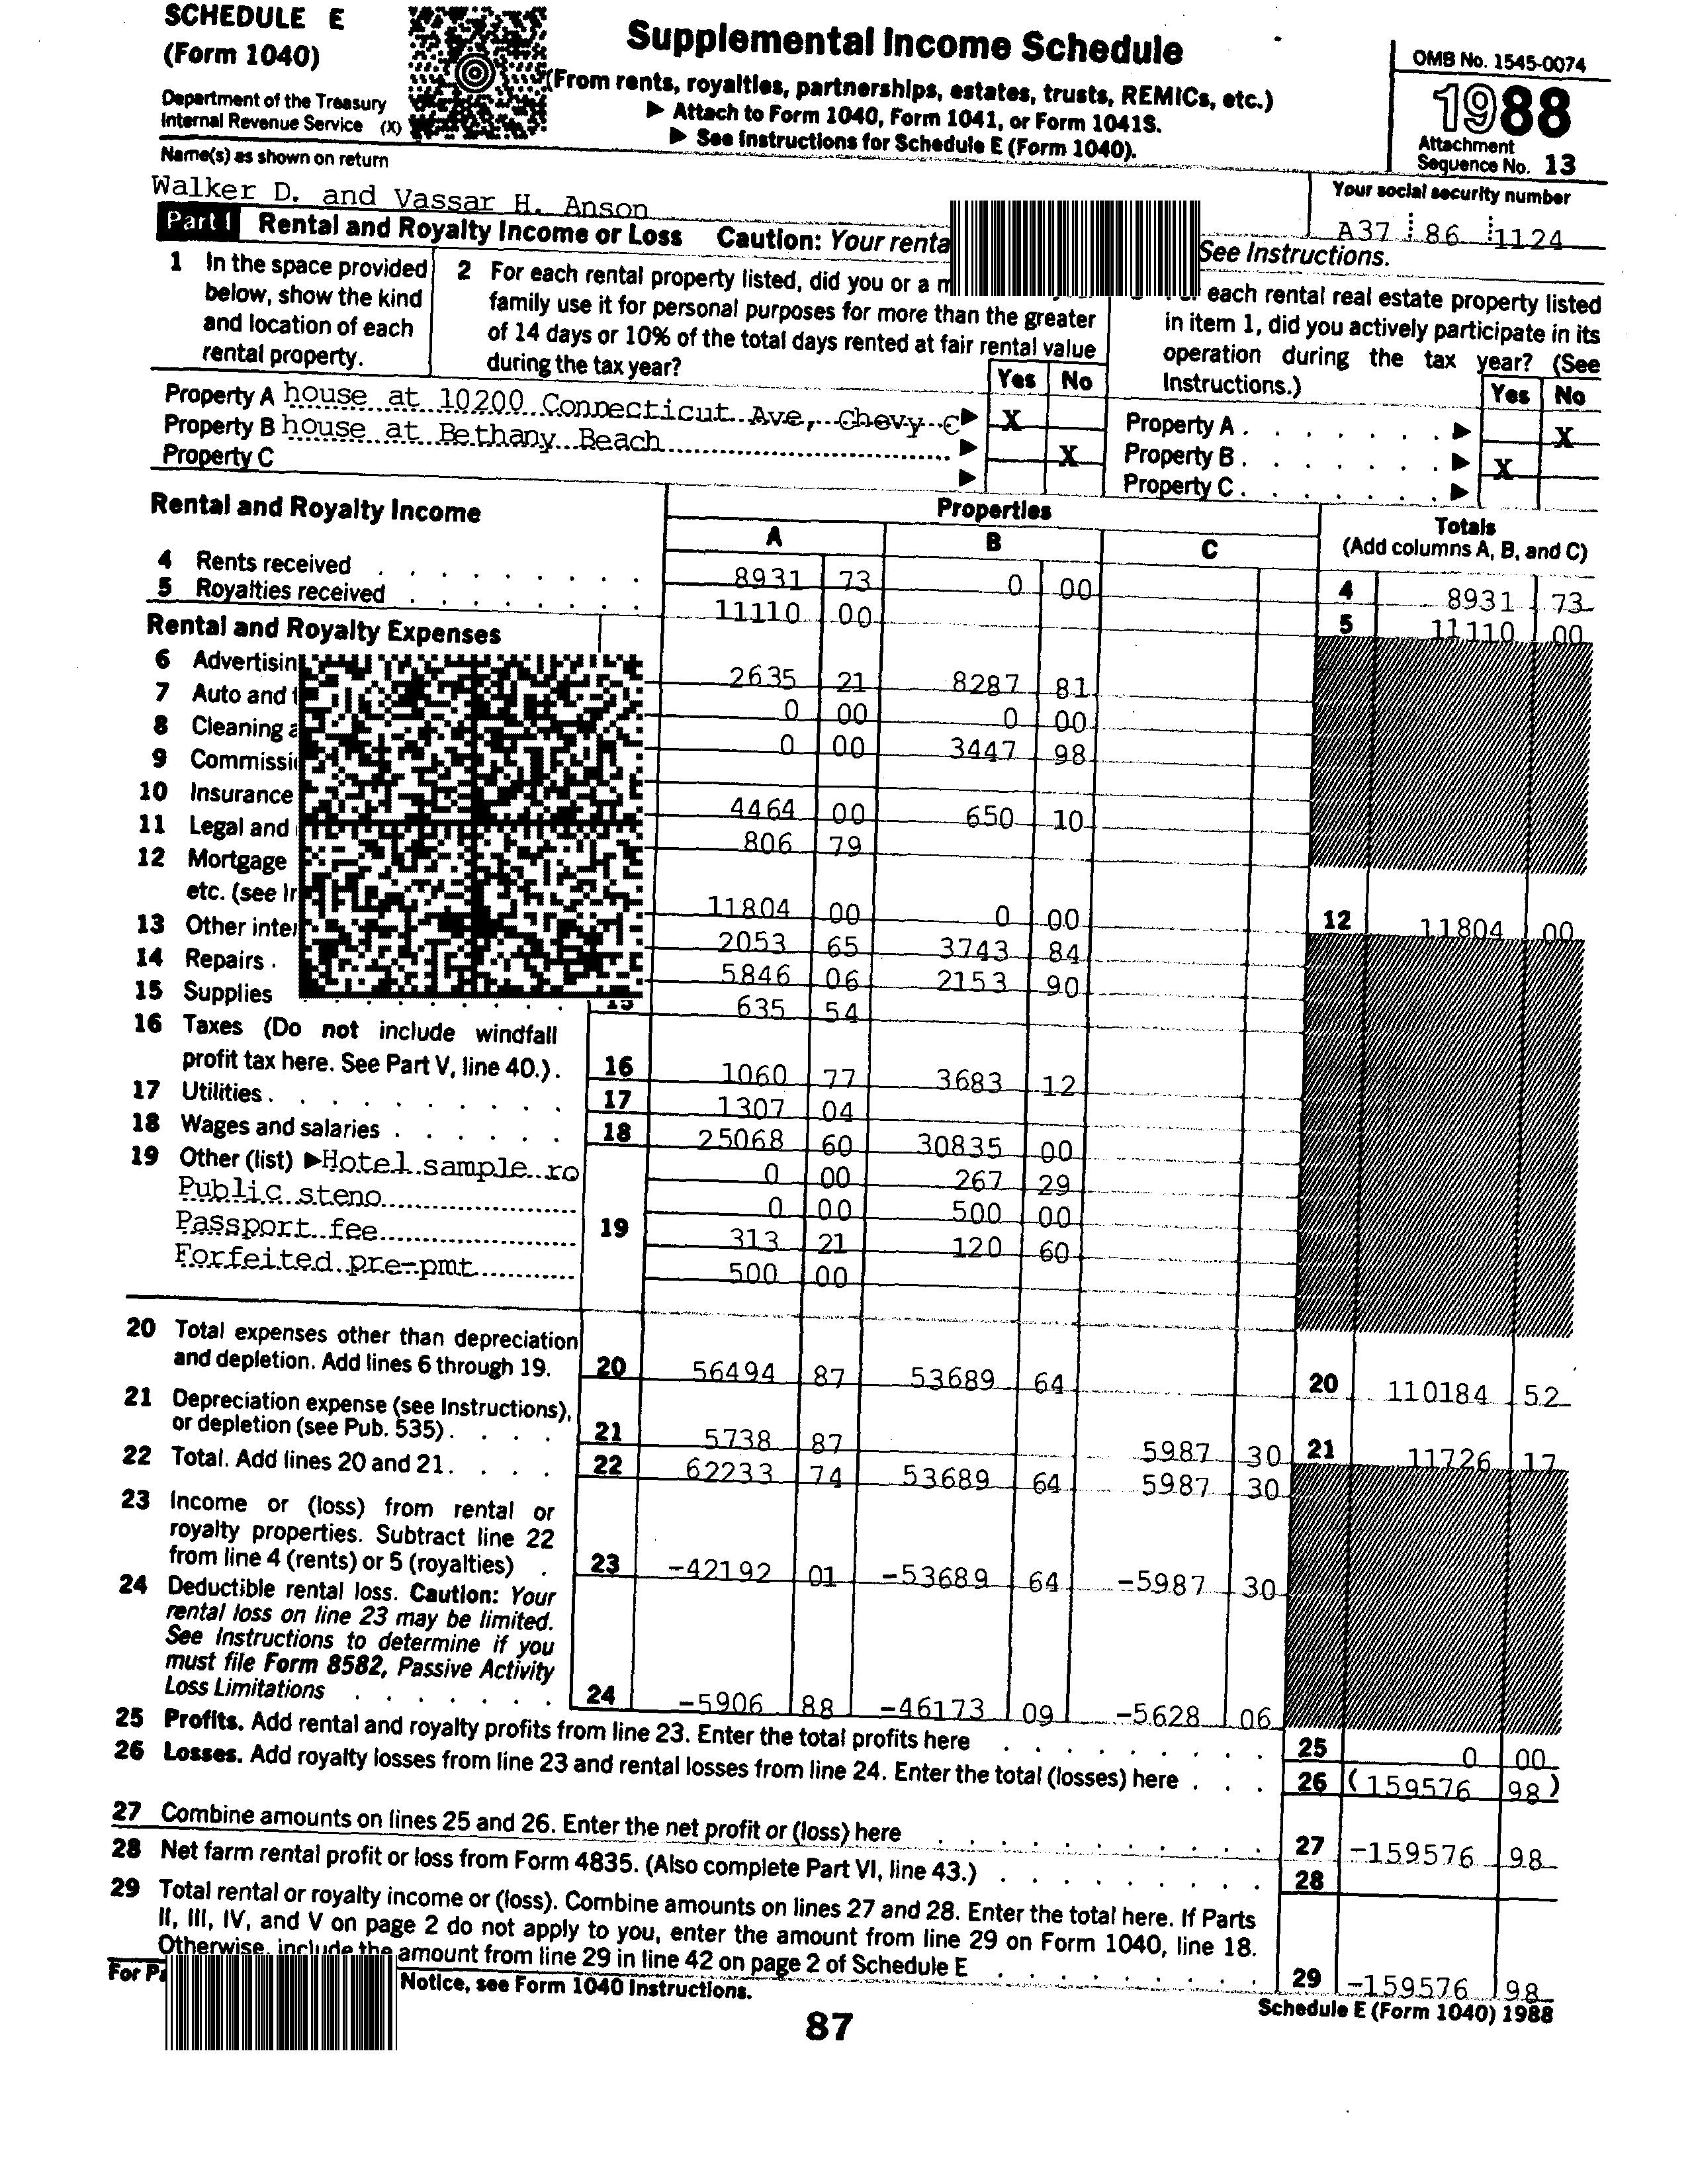 SCHEDULE E
(Form 1040)
Department of the Treasury
Internal Revenue Service (X)
Supplemental Income Schedule
(From rents, royalties, partnerships, estates, trusts, REMICs, etc.)
▶ Attach to Form 1040, Form 1041, or Form 1041S.
▶ See Instructions for Schedule E (Form 1040).
OMB No. 1545-0074
1988
Attachment
Sequence No. 13
Name(s) as shown on return
Walker D. and Vassar H. Anson
Your social security number
A37 86 1124
Part I Rental and Royalty Income or Loss Caution: Your renta See Instructions.
1 In the space provided
below, show the kind
and location of each
rental property.
2 For each rental property listed, did you or a m
family use it for personal purposes for more than the greater
of 14 days or 10% of the total days rented at fair rental value
during the tax year?
each rental real estate property listed
in item 1, did you actively participate in its
operation during the tax year? (See
Instructions.)
Yes No
Yes No
Property A house at 10200 Connecticut Ave, Chevy C ▶ X
Property A . . . . . . . ▶ X
Property B house at Bethany Beach ▶ X
Property B . . . . . . . ▶ X
Property C ▶
Property C . . . . . . . ▶
Rental and Royalty Income
Properties
A B C
Totals
(Add columns A, B, and C)
4 Rents received 8931 73 0 00 4 8931 73
5 Royalties received 11110 00 5 11110 00
Rental and Royalty Expenses
6 Advertisin 2635 21 8287 81
7 Auto and 0 00 0 00
8 Cleaning 0 00 3447 98
9 Commissi
10 Insurance 4464 00 650 10
11 Legal and 806 79
12 Mortgage
etc. (see 11804 00 0 00 12 11804 00
13 Other inte 2053 65 3743 84
14 Repairs . 5846 06 2153 90
15 Supplies 15 635 54
16 Taxes (Do not include windfall
profit tax here. See Part V, line 40.) . 16 1060 77 3683 12
17 Utilities . 17 1307 04
18 Wages and salaries . 18 25068 60 30835 00
19 Other (list) ▶Hotel sample ro 0 00 267 29
Public steno 0 00 500 00
Passport fee 19 313 21 120 60
Forfeited pre-pmt 500 00
20 Total expenses other than depreciation
and depletion. Add lines 6 through 19. 20 56494 87 53689 64 20 110184 52
21 Depreciation expense (see Instructions),
or depletion (see Pub. 535) . 21 5738 87 5987 30 21 11726 17
22 Total. Add lines 20 and 21. 22 62233 74 53689 64 5987 30
23 Income or (loss) from rental or
royalty properties. Subtract line 22
from line 4 (rents) or 5 (royalties) . 23 -42192 01 -53689 64 -5987 30
24 Deductible rental loss. Caution: Your
rental loss on line 23 may be limited.
See Instructions to determine if you
must file Form 8582, Passive Activity
Loss Limitations 24 -5906 88 -46173 09 -5628 06
25 Profits. Add rental and royalty profits from line 23. Enter the total profits here 25 0 00
26 Losses. Add royalty losses from line 23 and rental losses from line 24. Enter the total (losses) here . 26 (159576 98)
27 Combine amounts on lines 25 and 26. Enter the net profit or (loss) here 27 -159576 98
28 Net farm rental profit or loss from Form 4835. (Also complete Part VI, line 43.) 28
29 Total rental or royalty income or (loss). Combine amounts on lines 27 and 28. Enter the total here. If Parts
II, III, IV, and V on page 2 do not apply to you, enter the amount from line 29 on Form 1040, line 18.
Otherwise, include the amount from line 29 in line 42 on page 2 of Schedule E 29 -159576 98
For Notice, see Form 1040 Instructions.
Schedule E (Form 1040) 1988
87